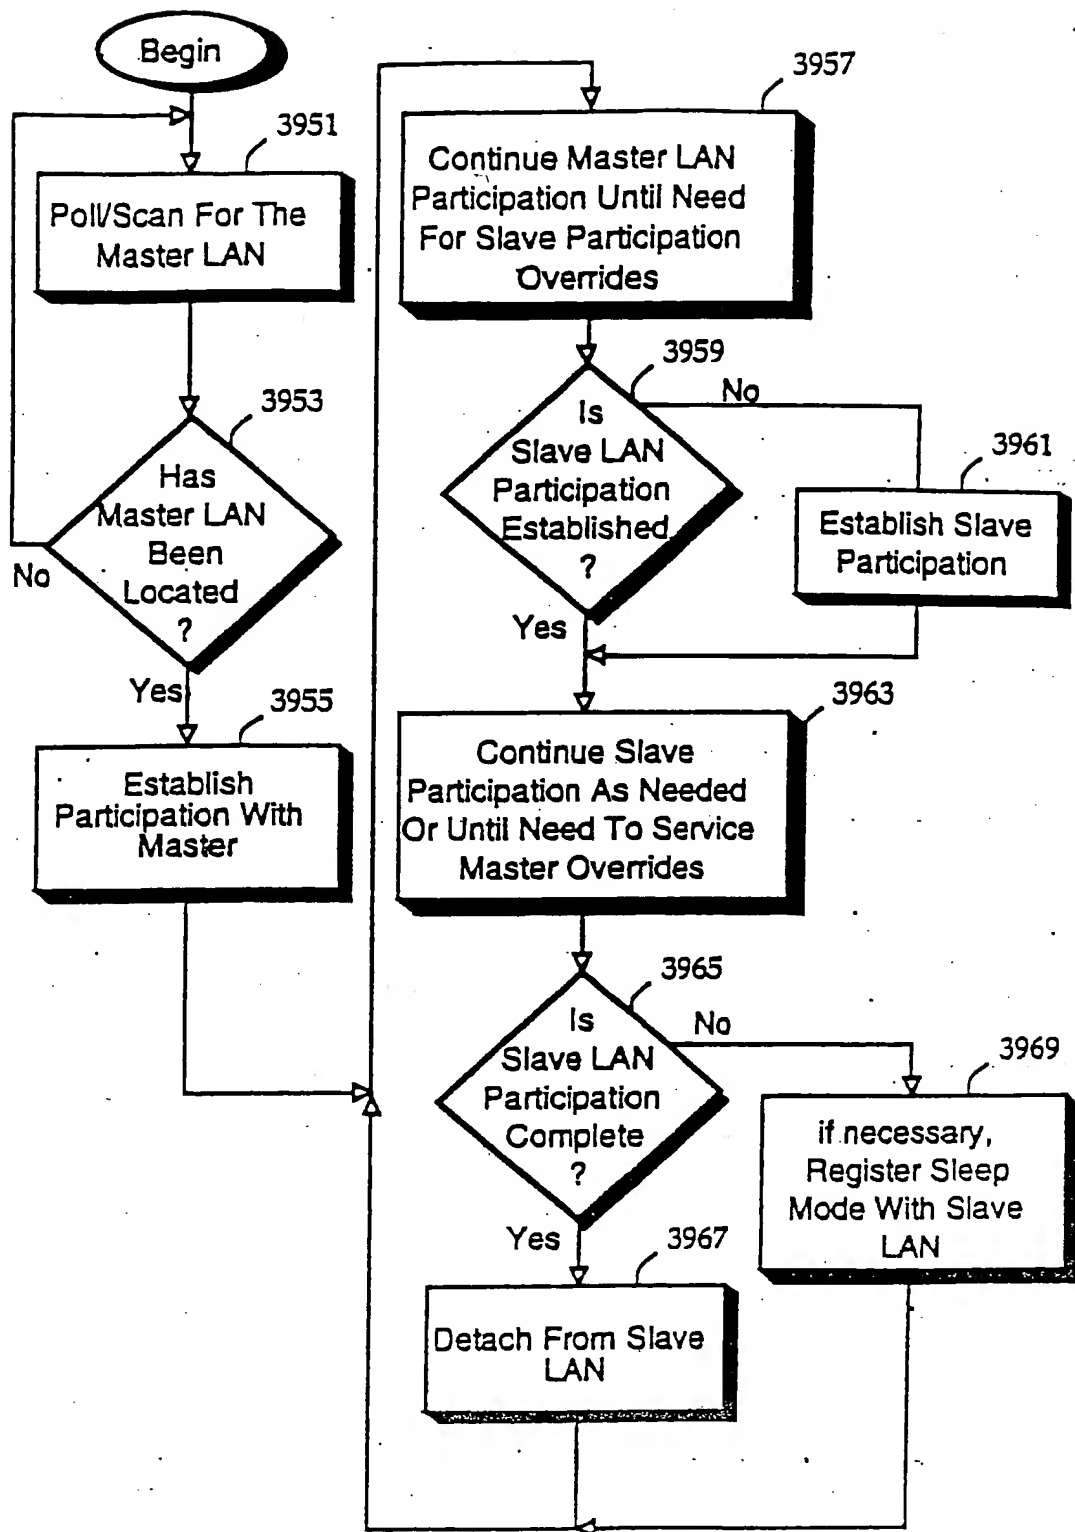 Begin
3951
Poll/Scan For The
Master LAN
3953
Has
Master LAN
Been
Located
?
No
Yes
3955
Establish
Participation With
Master
3957
Continue Master LAN
Participation Until Need
For Slave Participation
Overrides
3959
Is
Slave LAN
Participation
Established
?
No
Yes
3961
Establish Slave
Participation
3963
Continue Slave
Participation As Needed
Or Until Need To Service
Master Overrides
3965
Is
Slave LAN
Participation
Complete
?
No
Yes
3967
Detach From Slave
LAN
3969
if necessary,
Register Sleep
Mode With Slave
LAN